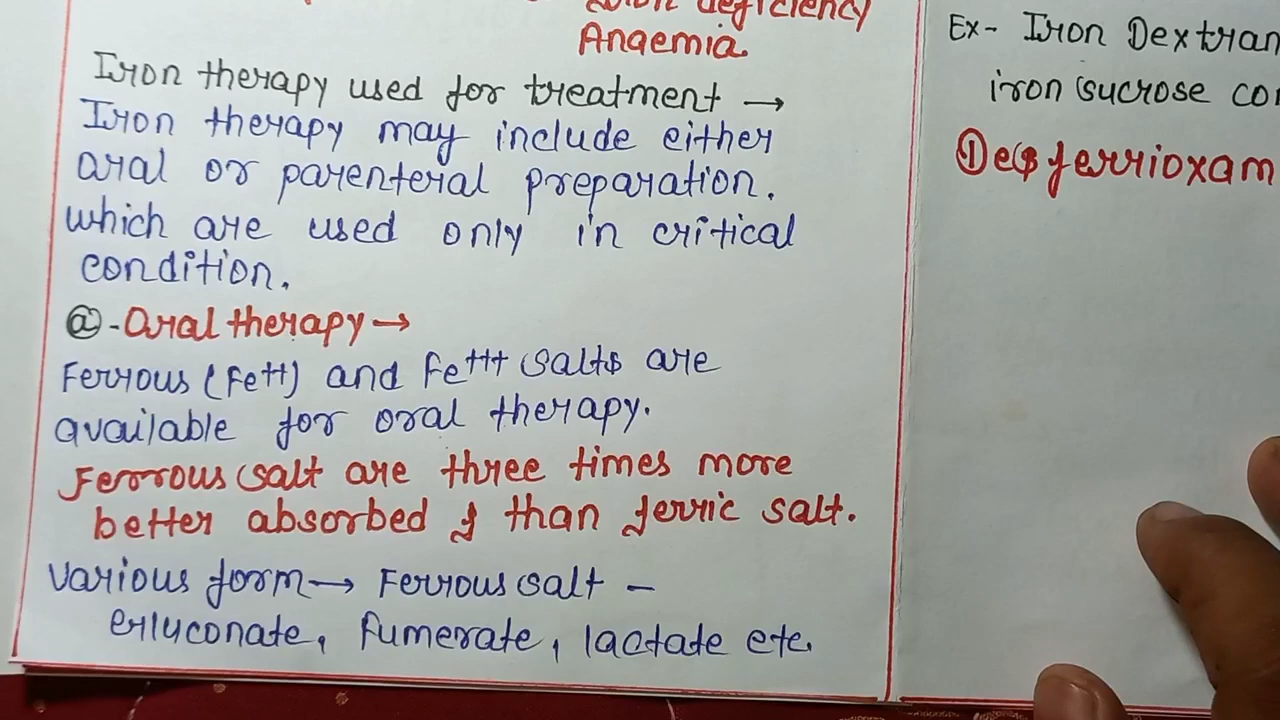 Iron deficiency
Anaemia.
Iron therapy used for treatment →
Iron therapy may include either
oral or parenteral preparation.
which are used only in critical
condition.
ⓐ-Oral therapy→
Ferrous (Fe++) and Fe+++ salts are
available for oral therapy.
Ferrous salt are three times more
better absorbed than ferric salt.
Various form→ Ferrous salt -
Gluconate, fumerate, lactate etc.
Ex- Iron Dextran
iron sucrose co
Desferrioxam